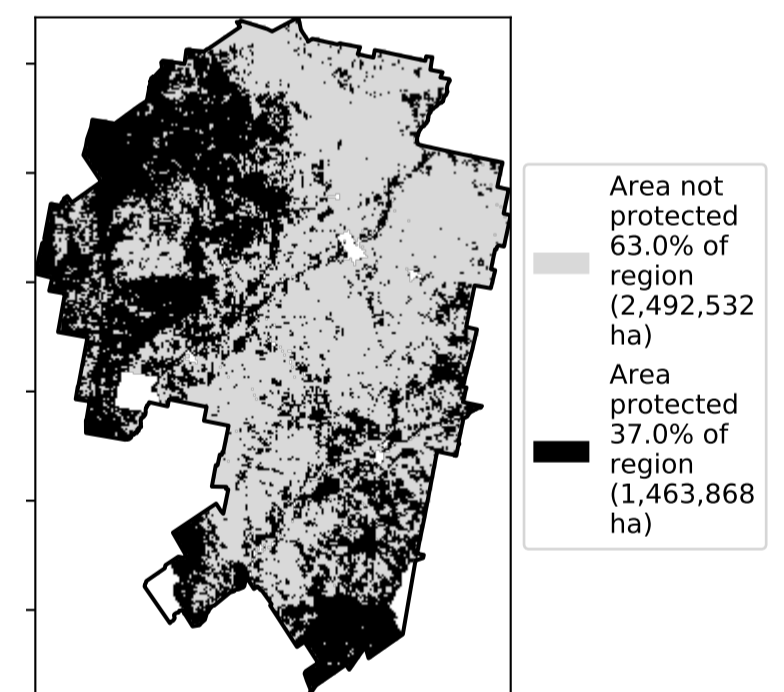 Area not
protected
63.0% of
region
(2,492,532
ha)
Area
protected
37.0% of
region
(1,463,868
ha)